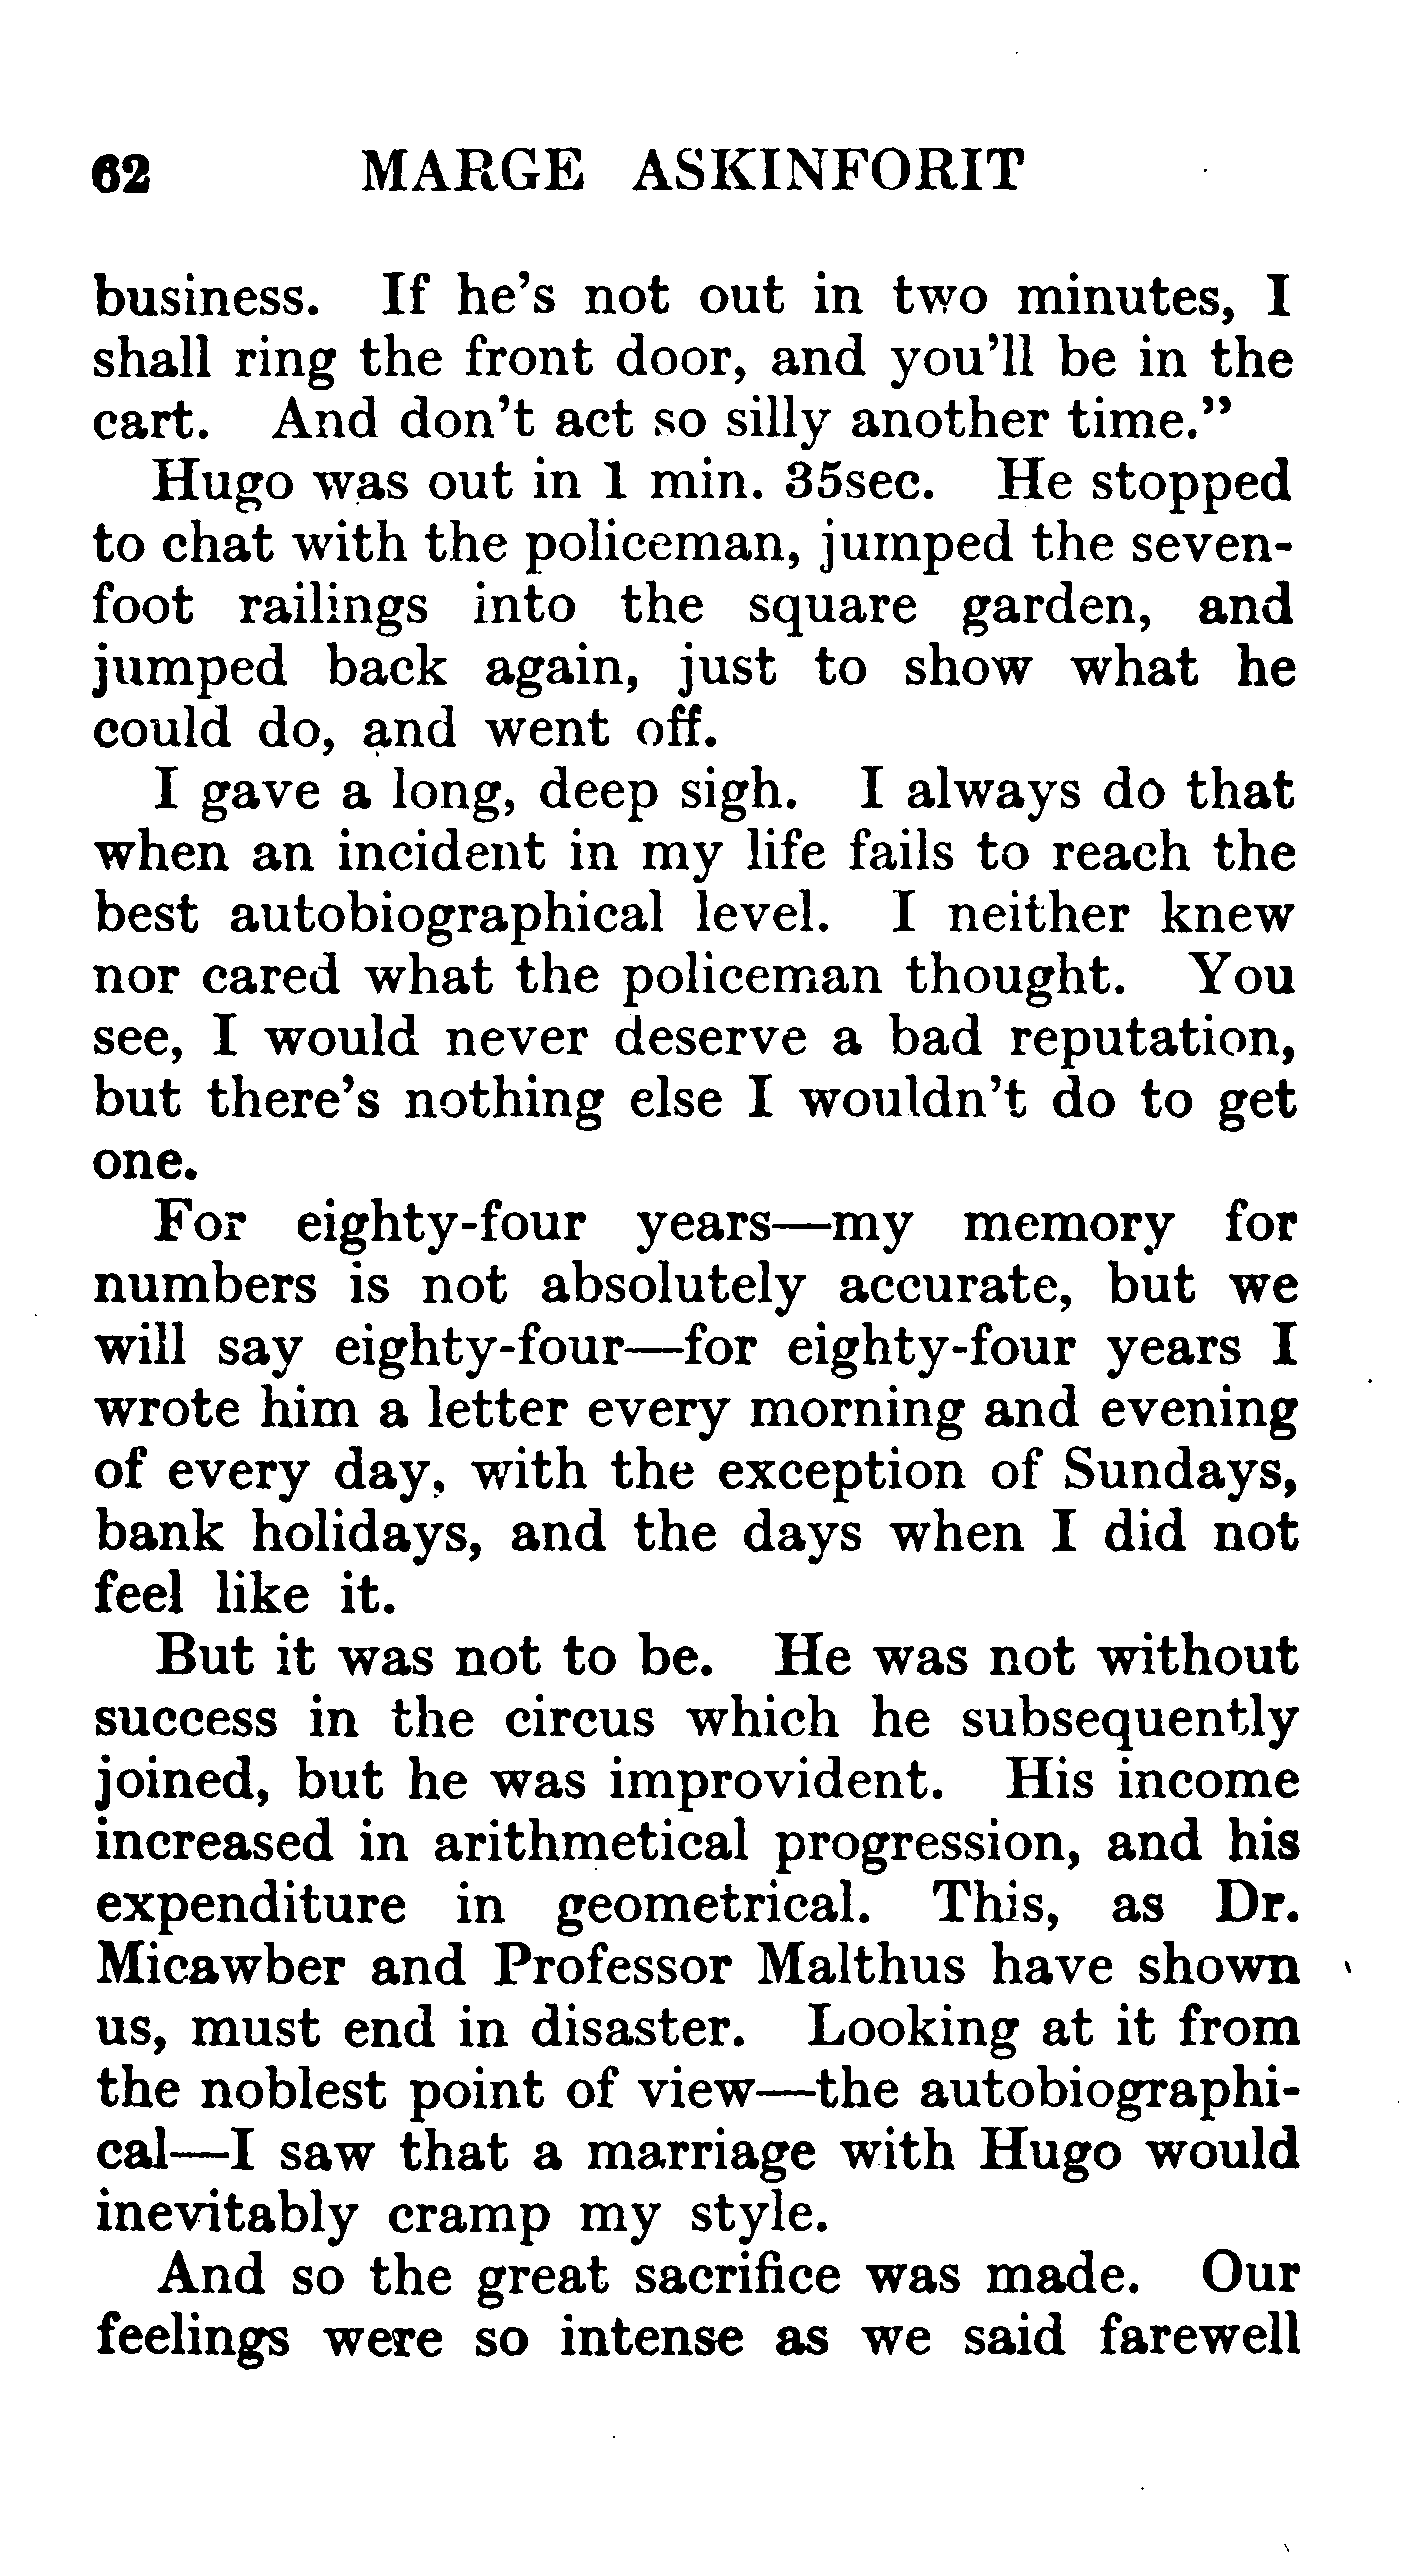 62 MARGE ASKINFORIT
business. If he's not out in two minutes, I
shall ring the front door, and you'll be in the
cart. And don't act so silly another time."
Hugo was out in 1 min. 35sec. He stopped
to chat with the policeman, jumped the seven-
foot railings into the square garden, and
jumped back again, just to show what he
could do, and went off.
I gave a long, deep sigh. I always do that
when an incident in my life fails to reach the
best autobiographical level. I neither knew
nor cared what the policeman thought. You
see, I would never deserve a bad reputation,
but there's nothing else I wouldn't do to get
one.
For eighty-four years—my memory for
numbers is not absolutely accurate, but we
will say eighty-four—for eighty-four years I
wrote him a letter every morning and evening
of every day, with the exception of Sundays,
bank holidays, and the days when I did not
feel like it.
But it was not to be. He was not without
success in the circus which he subsequently
joined, but he was improvident. His income
increased in arithmetical progression, and his
expenditure in geometrical. This, as Dr.
Micawber and Professor Malthus have shown
us, must end in disaster. Looking at it from
the noblest point of view—the autobiographi-
cal—I saw that a marriage with Hugo would
inevitably cramp my style.
And so the great sacrifice was made. Our
feelings were so intense as we said farewell